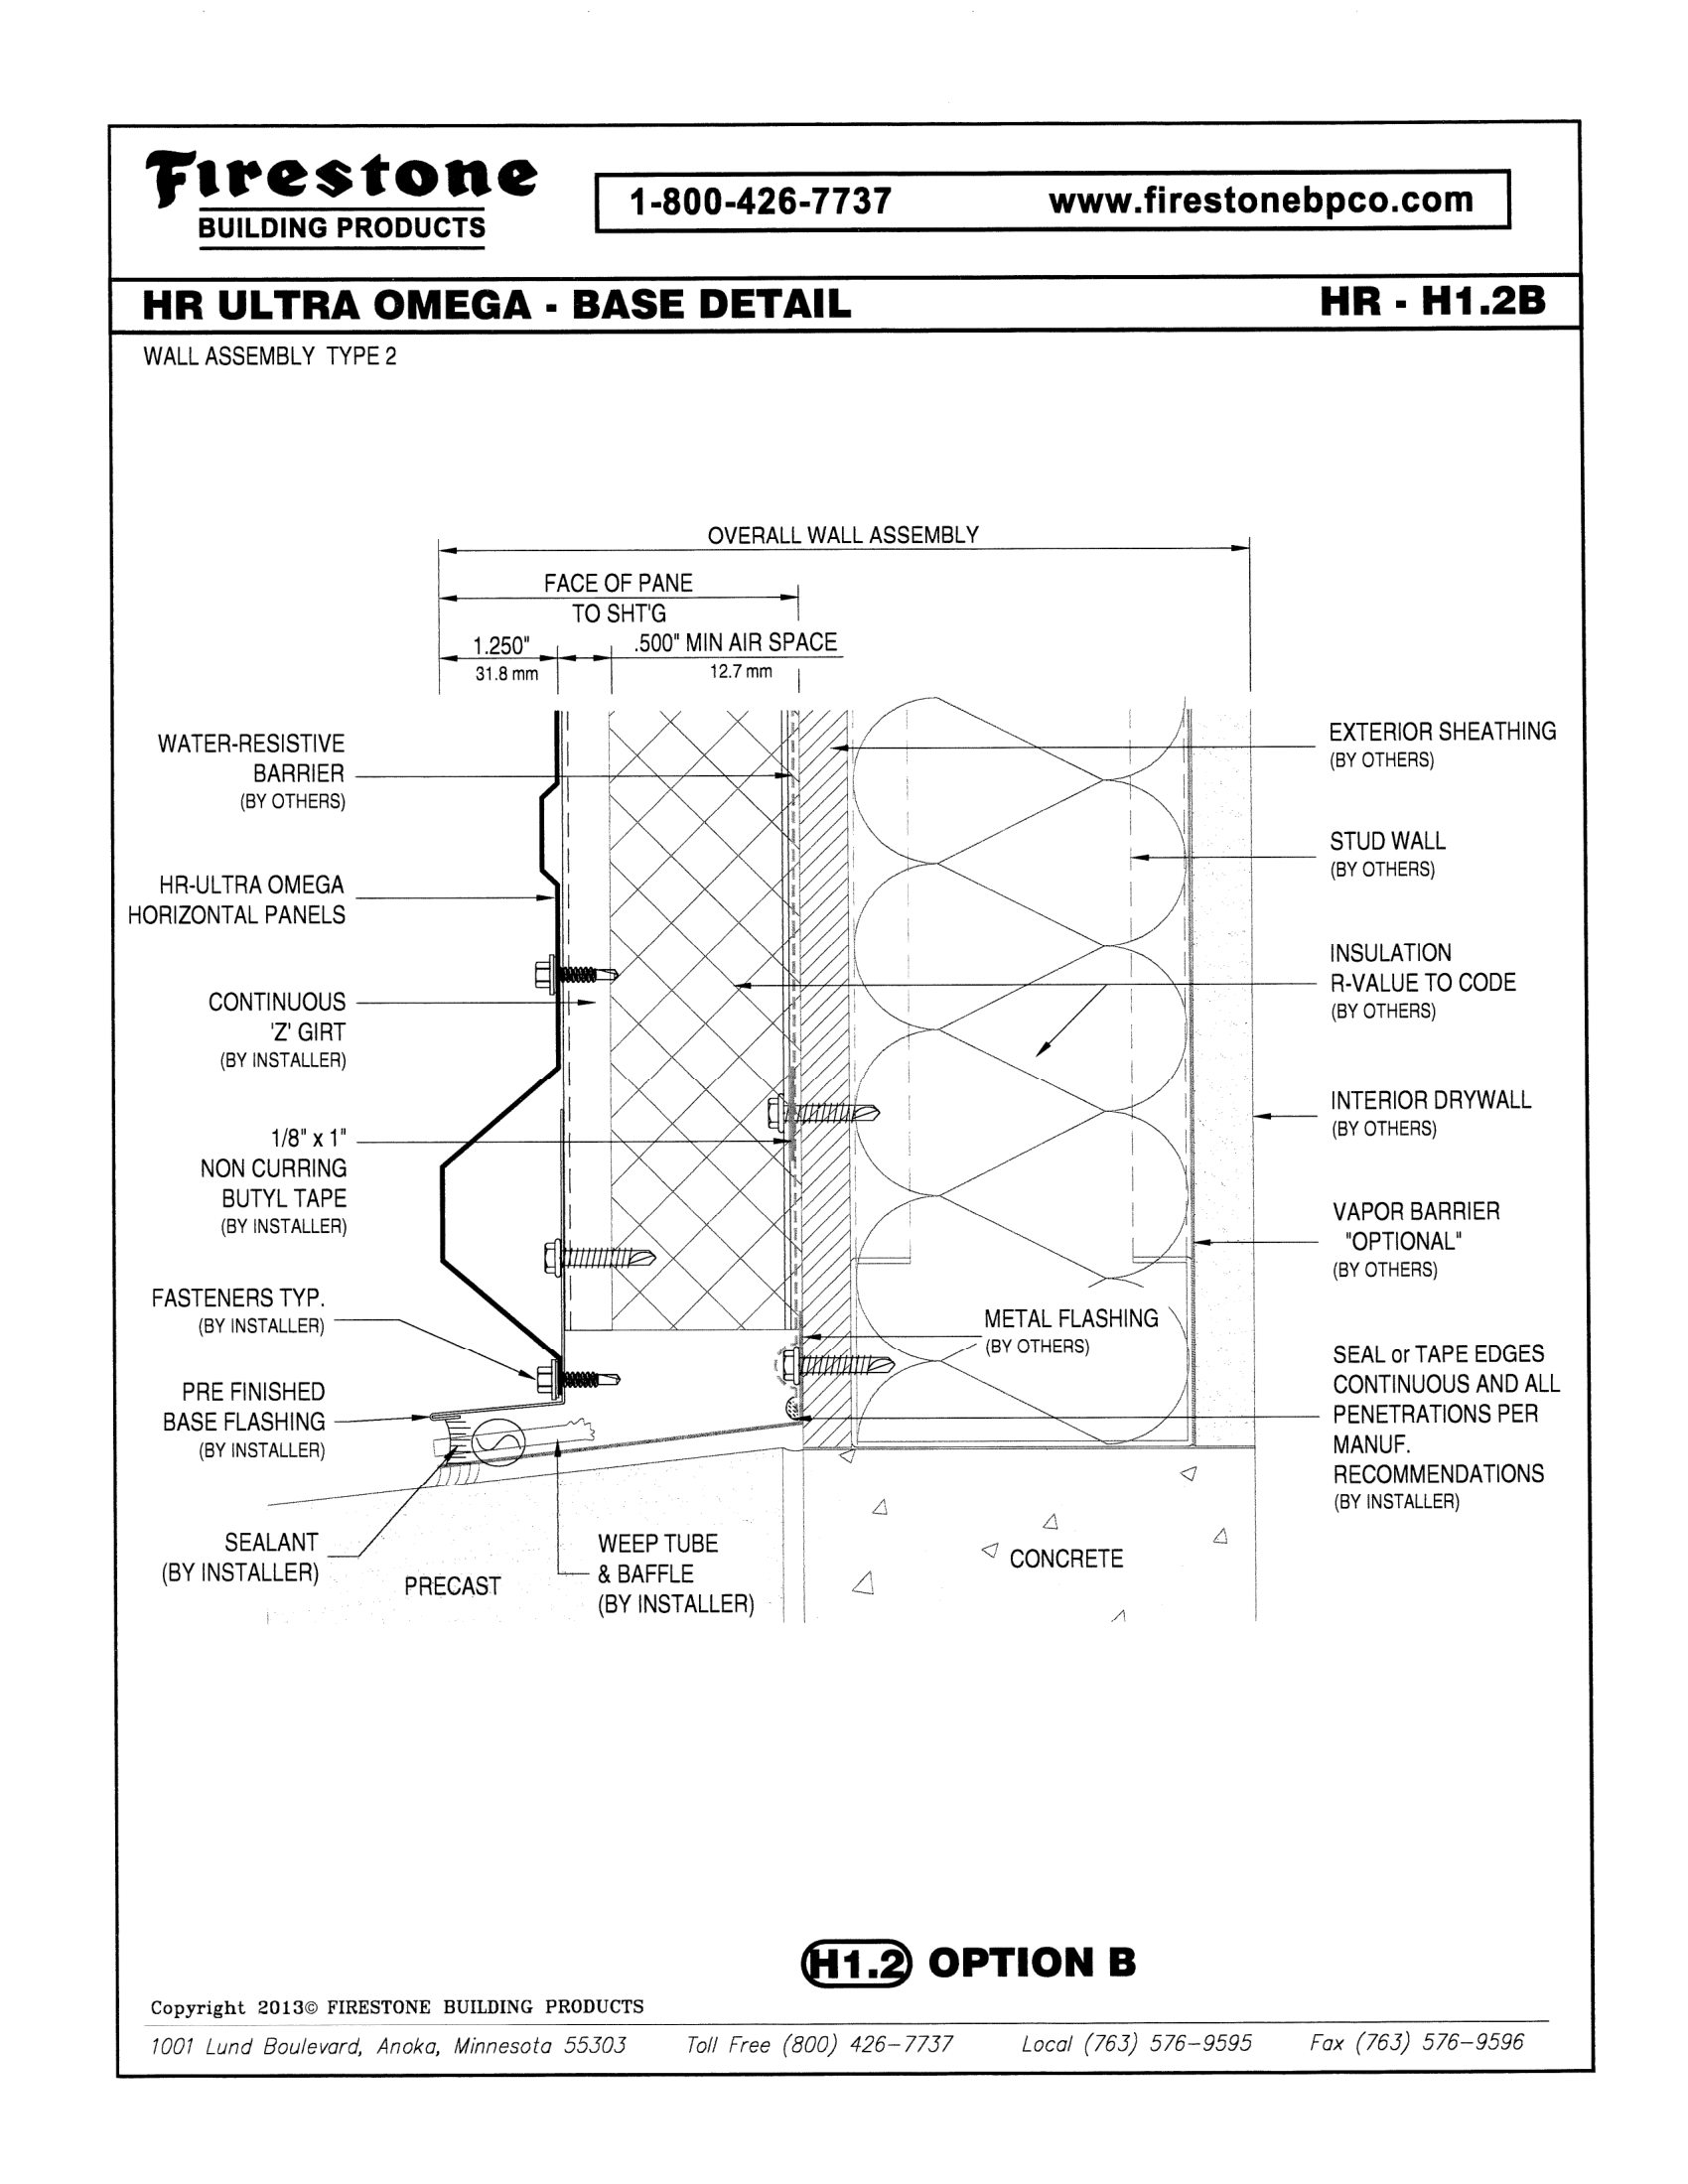 Firestone
BUILDING PRODUCTS
1-800-426-7737 www.firestonebpco.com
HR ULTRA OMEGA - BASE DETAIL HR - H1.2B
WALL ASSEMBLY TYPE 2
OVERALL WALL ASSEMBLY
FACE OF PANE
TO SHT'G
1.250"
31.8 mm
.500" MIN AIR SPACE
12.7 mm
WATER-RESISTIVE
BARRIER
(BY OTHERS)
HR-ULTRA OMEGA
HORIZONTAL PANELS
CONTINUOUS
'Z' GIRT
(BY INSTALLER)
1/8" x 1"
NON CURRING
BUTYL TAPE
(BY INSTALLER)
FASTENERS TYP.
(BY INSTALLER)
PRE FINISHED
BASE FLASHING
(BY INSTALLER)
SEALANT
(BY INSTALLER)
PRECAST
WEEP TUBE
& BAFFLE
(BY INSTALLER)
CONCRETE
METAL FLASHING
(BY OTHERS)
EXTERIOR SHEATHING
(BY OTHERS)
STUD WALL
(BY OTHERS)
INSULATION
R-VALUE TO CODE
(BY OTHERS)
INTERIOR DRYWALL
(BY OTHERS)
VAPOR BARRIER
"OPTIONAL"
(BY OTHERS)
SEAL or TAPE EDGES
CONTINUOUS AND ALL
PENETRATIONS PER
MANUF.
RECOMMENDATIONS
(BY INSTALLER)
H1.2 OPTION B
Copyright 2013© FIRESTONE BUILDING PRODUCTS
1001 Lund Boulevard, Anoka, Minnesota 55303 Toll Free (800) 426-7737 Local (763) 576-9595 Fax (763) 576-9596